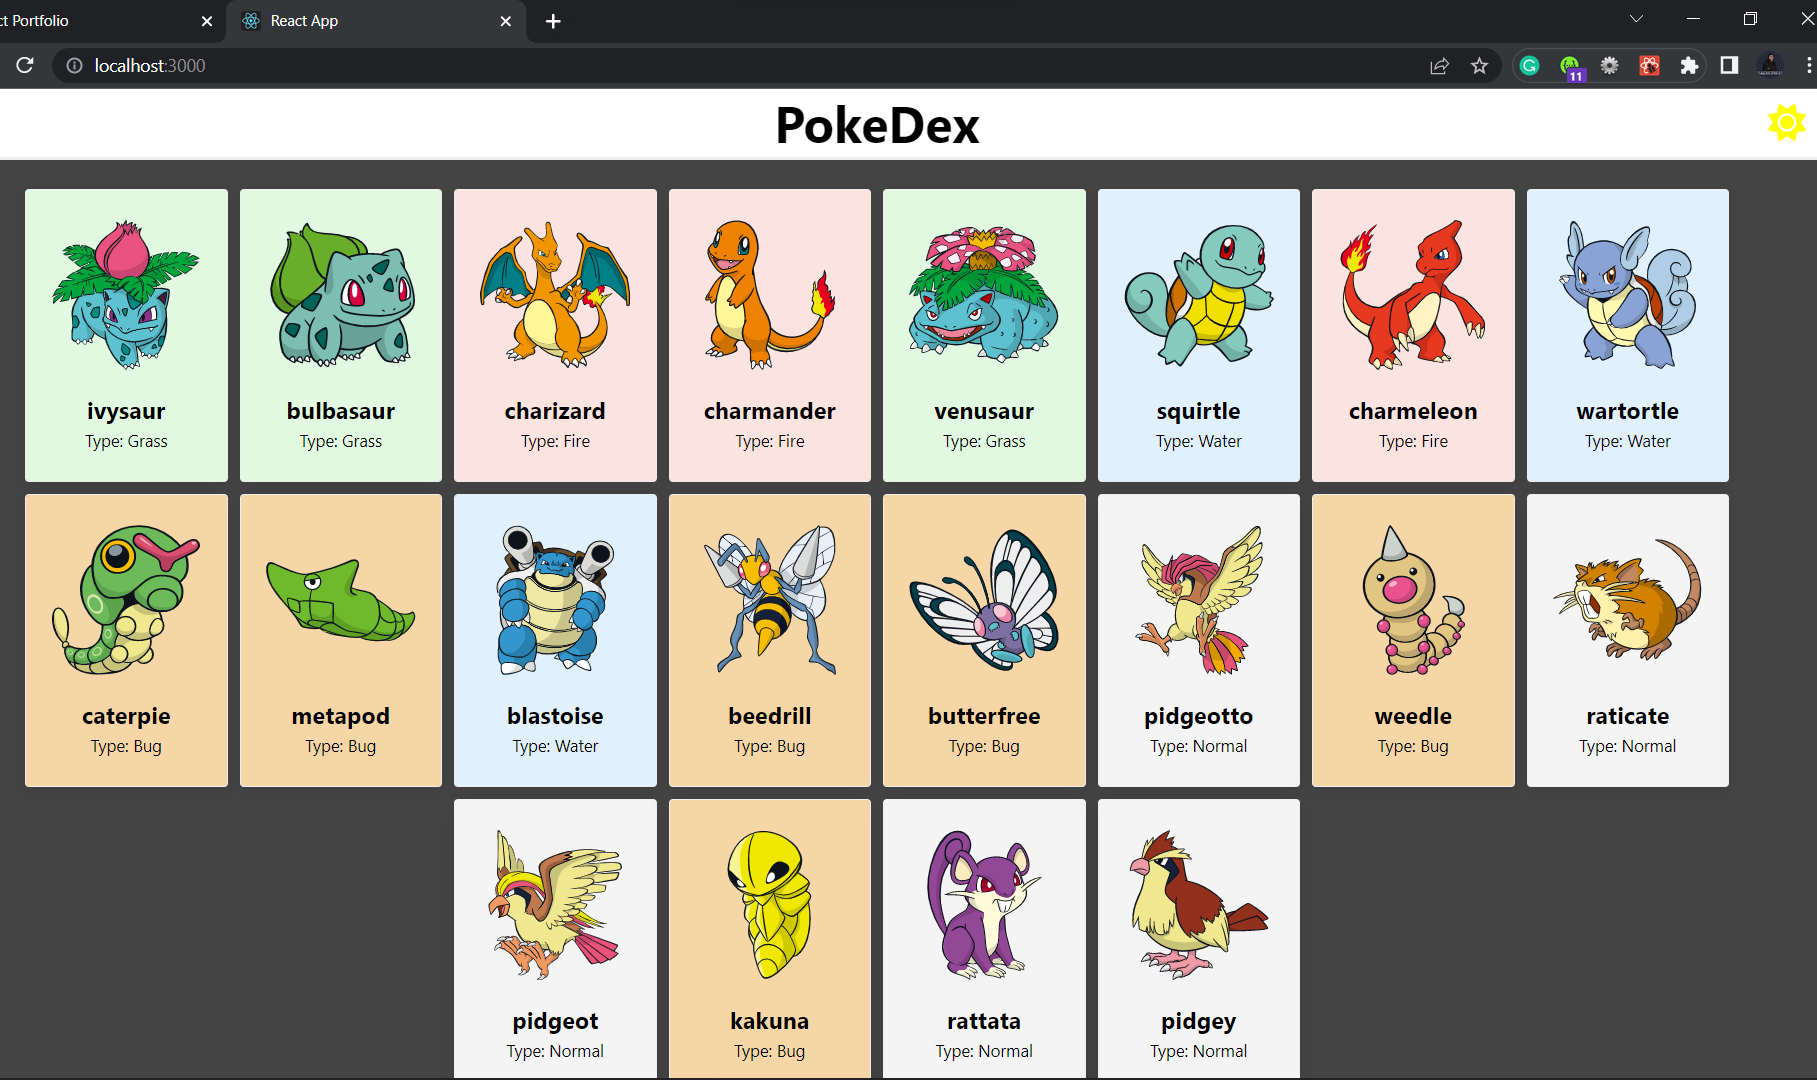 ct Portfolio
React App
localhost:3000
11
PokeDex
ivysaur
Type: Grass
bulbasaur
Type: Grass
charizard
Type: Fire
charmander
Type: Fire
venusaur
Type: Grass
squirtle
Type: Water
charmeleon
Type: Fire
wartortle
Type: Water
caterpie
Type: Bug
metapod
Type: Bug
blastoise
Type: Water
beedrill
Type: Bug
butterfree
Type: Bug
pidgeotto
Type: Normal
weedle
Type: Bug
raticate
Type: Normal
pidgeot
Type: Normal
kakuna
Type: Bug
rattata
Type: Normal
pidgey
Type: Normal